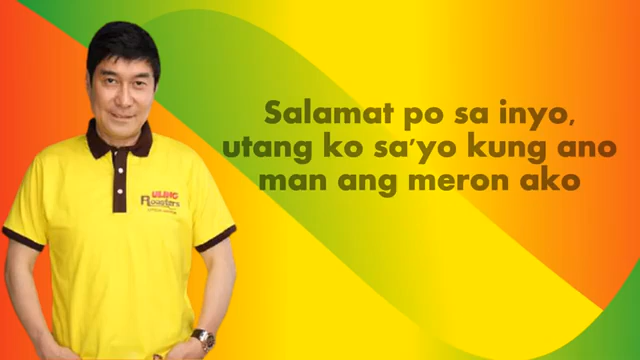 Salamat po sa inyo,
utang ko sa'yo kung ano
man ang meron ako
ULING
Roasters